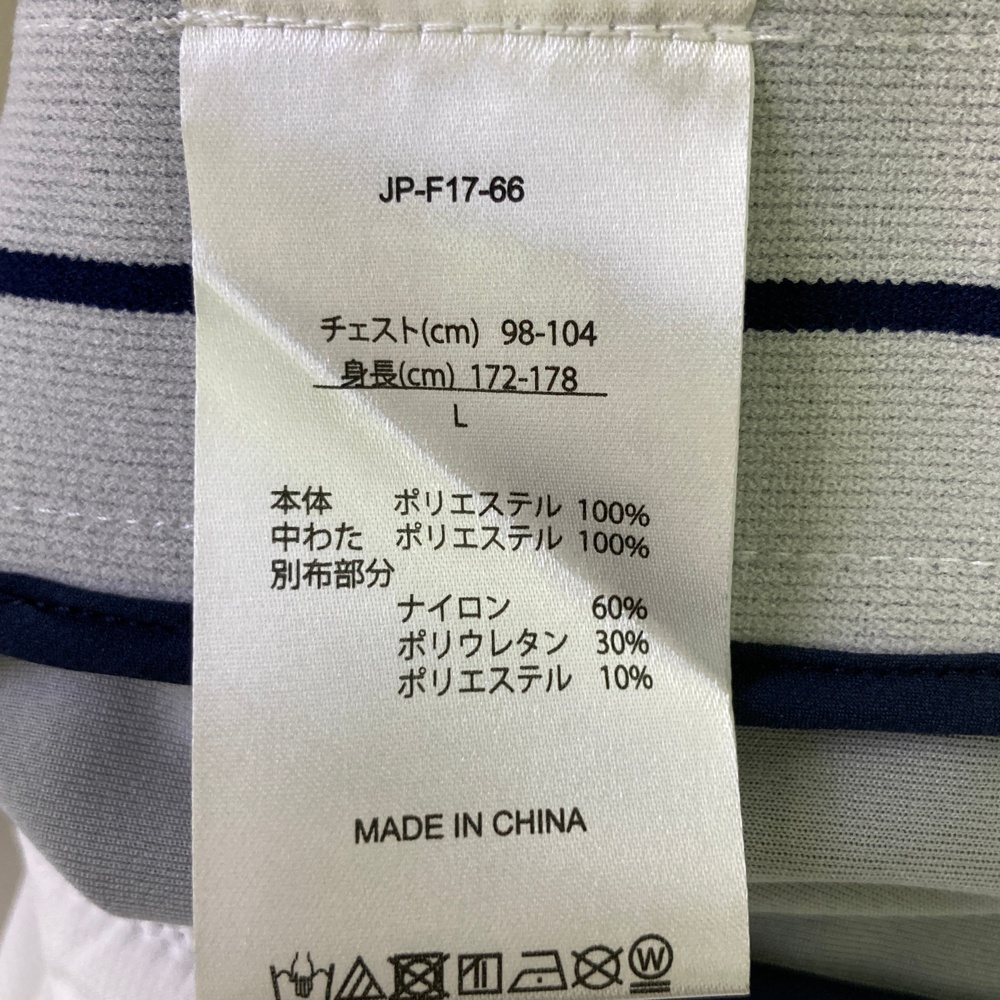 JP-F17-66
チェスト(cm) 98-104
身長(cm) 172-178
L
本体 ポリエステル 100%
中わた ポリエステル 100%
別布部分
ナイロン 60%
ポリウレタン 30%
ポリエステル 10%
MADE IN CHINA
W